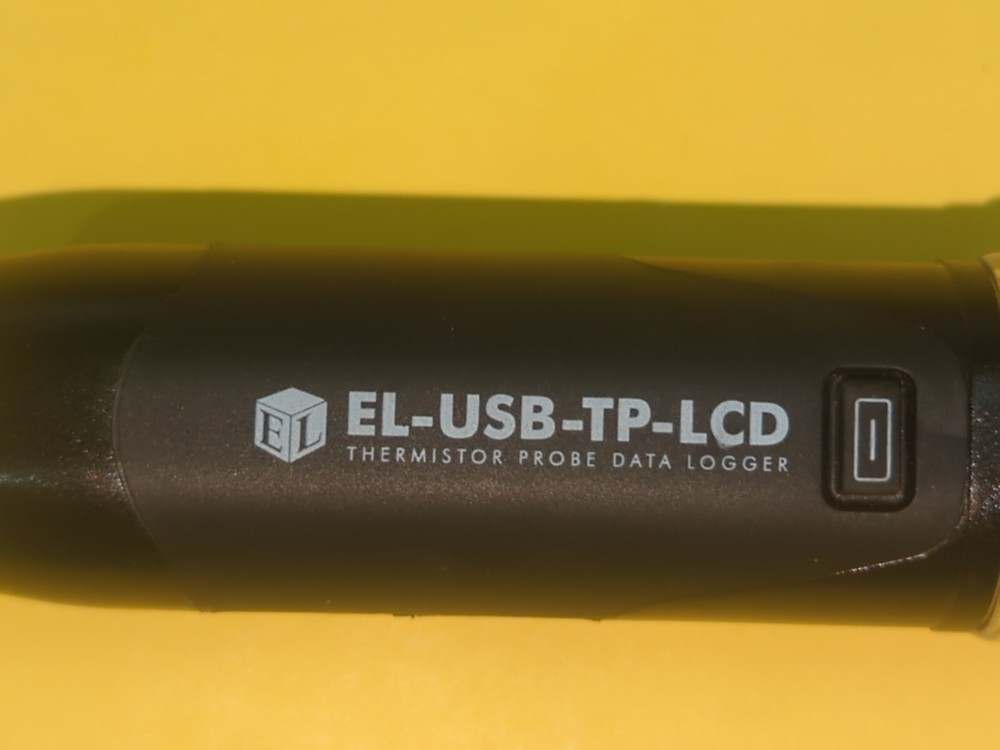 EL EL-USB-TP-LCD
THERMISTOR PROBE DATA LOGGER